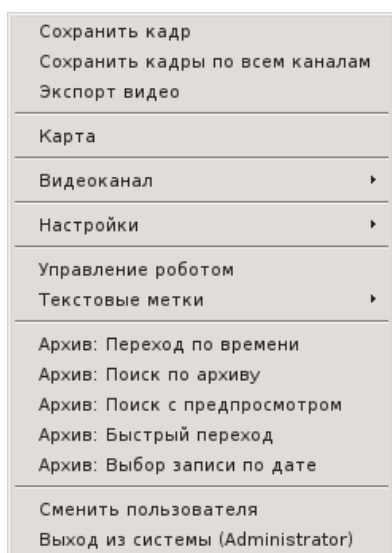 Сохранить кадр
Сохранить кадры по всем каналам
Экспорт видео
Карта
Видеоканал
Настройки
Управление роботом
Текстовые метки
Архив: Переход по времени
Архив: Поиск по архиву
Архив: Поиск с предпросмотром
Архив: Быстрый переход
Архив: Выбор записи по дате
Сменить пользователя
Выход из системы (Administrator)